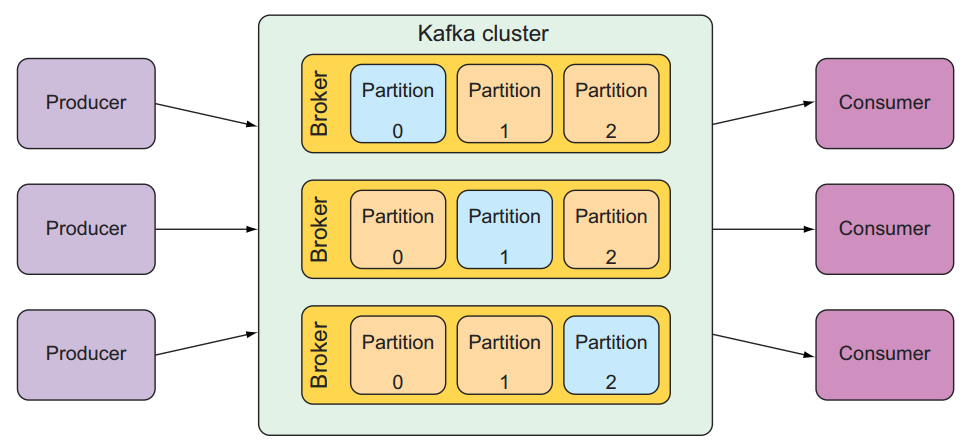 Kafka cluster
Producer
Broker
Partition
0
Partition
1
Partition
2
Consumer
Producer
Broker
Partition
0
Partition
1
Partition
2
Consumer
Producer
Broker
Partition
0
Partition
1
Partition
2
Consumer